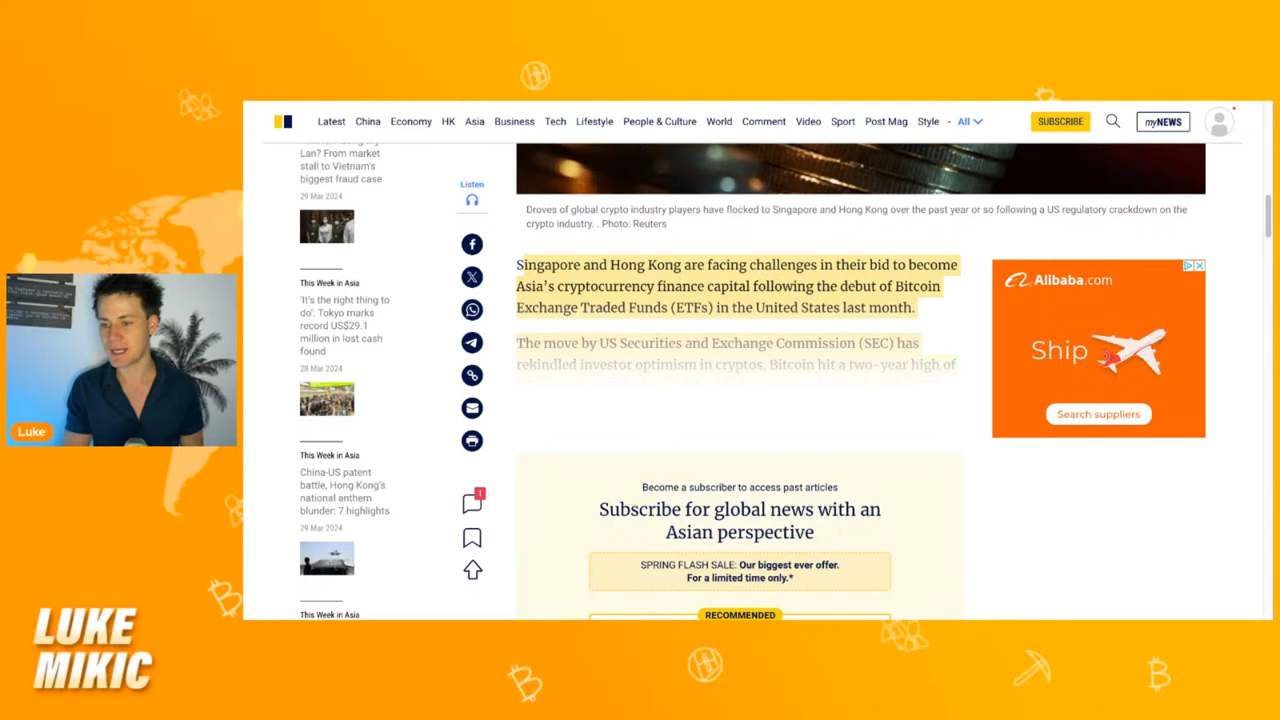 Latest China Economy HK Asia Business Tech Lifestyle People & Culture World Comment Video Sport Post Mag Style - All
SUBSCRIBE
myNEWS
Lan? From market
stall to Vietnam's
biggest fraud case
29 Mar 2024
This Week in Asia
'It's the right thing to
do': Tokyo marks
record US$29.1
million in lost cash
found
28 Mar 2024
This Week in Asia
China-US patent
battle, Hong Kong's
national anthem
blunder: 7 highlights
29 Mar 2024
This Week in Asia
Listen
1
Droves of global crypto industry players have flocked to Singapore and Hong Kong over the past year or so following a US regulatory crackdown on the
crypto industry. . Photo: Reuters
Singapore and Hong Kong are facing challenges in their bid to become
Asia's cryptocurrency finance capital following the debut of Bitcoin
Exchange Traded Funds (ETFs) in the United States last month.
The move by US Securities and Exchange Commission (SEC) has
rekindled investor optimism in cryptos. Bitcoin hit a two-year high of
Become a subscriber to access past articles
Subscribe for global news with an
Asian perspective
SPRING FLASH SALE: Our biggest ever offer.
For a limited time only.*
RECOMMENDED
Alibaba.com
Ship
Search suppliers
Luke
LUKE
MIKIC